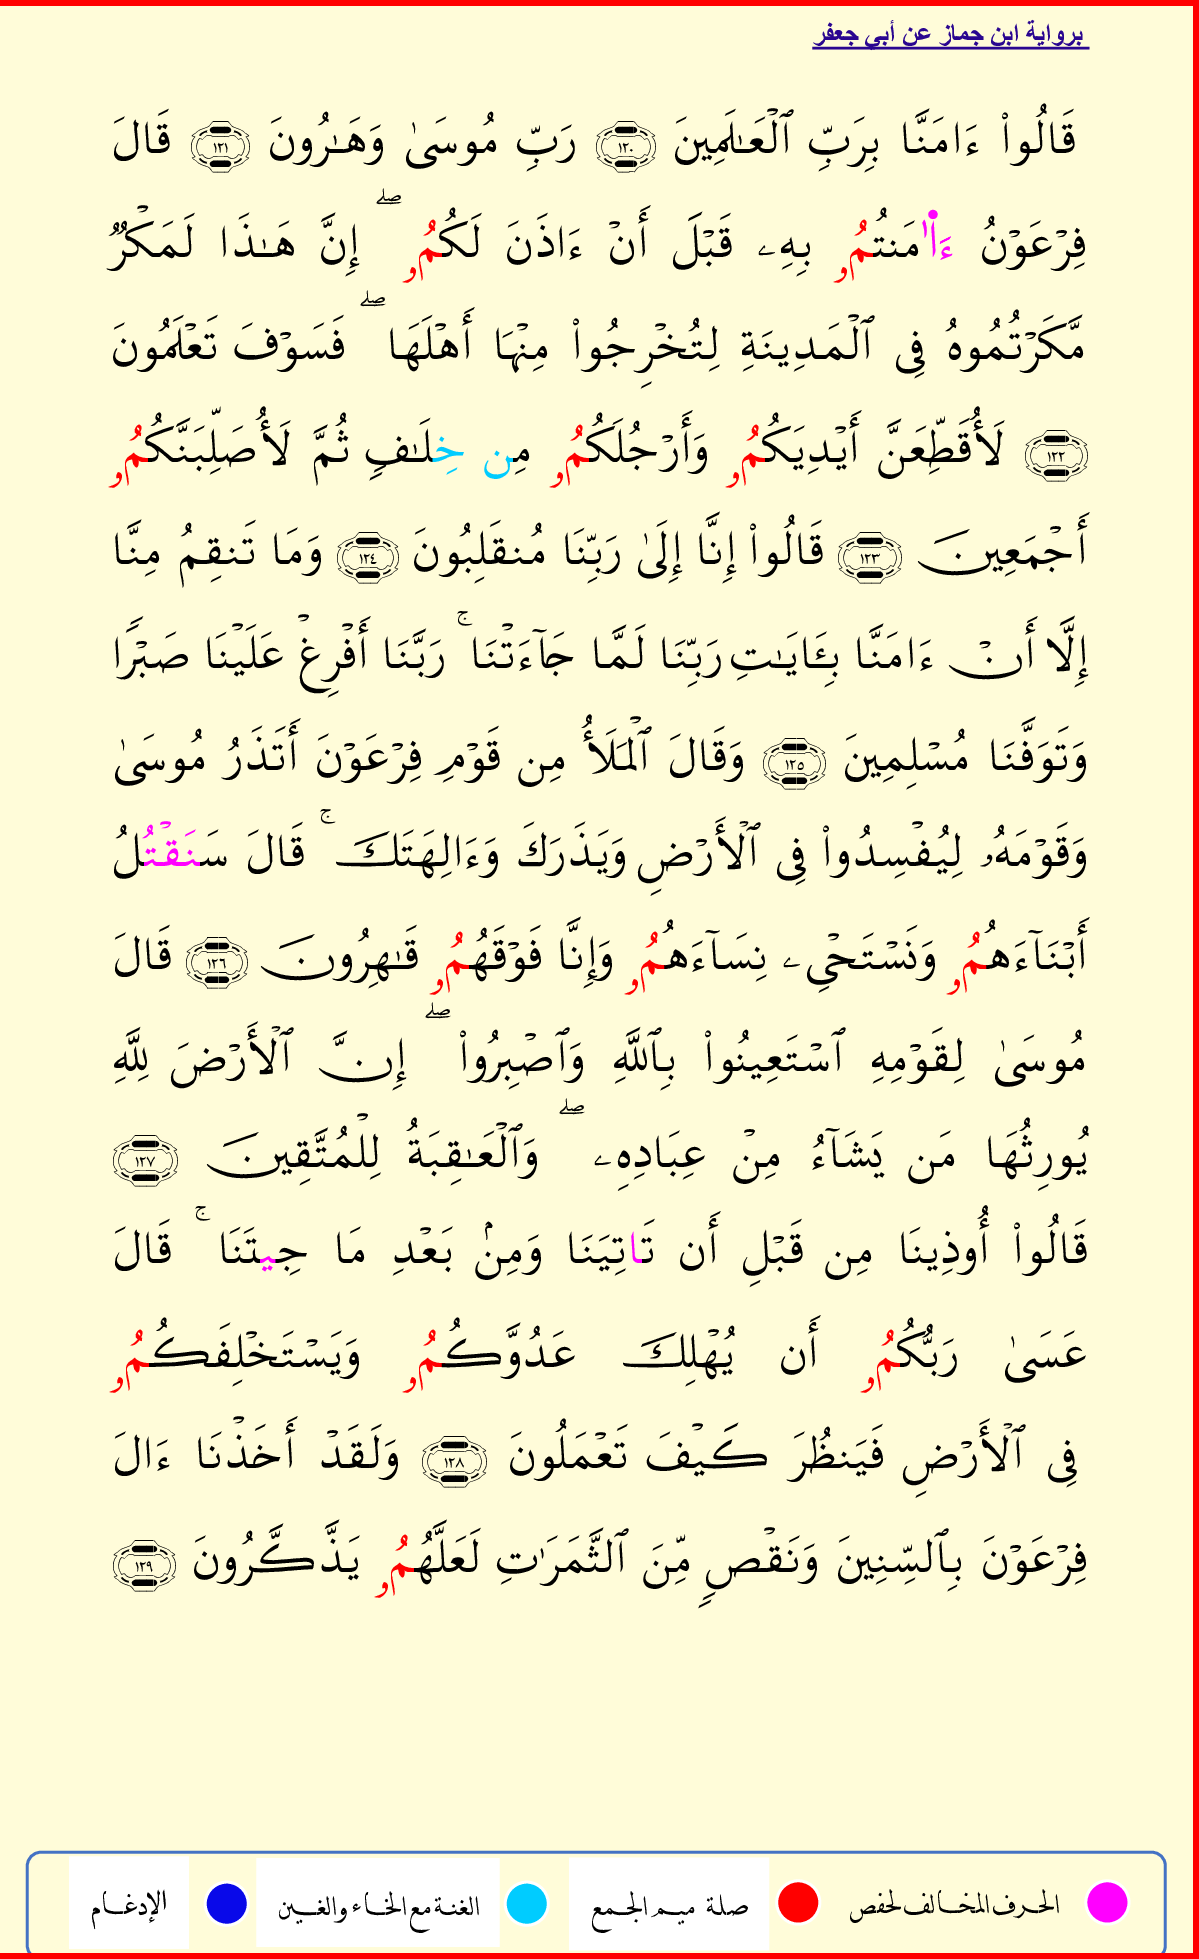 برواية ابن جماز عن أبي جعفر
قَالُوا۟ ءَامَنَّا بِرَبِّ ٱلْعَـٰلَمِينَ ١٢٠ رَبِّ مُوسَىٰ وَهَـٰرُونَ ١٢١ قَالَ
فِرْعَوْنُ ءَاٰ۬مَنتُمُۥ بِهِۦ قَبْلَ أَنْ ءَاذَنَ لَكُمُۥ ۖ إِنَّ هَـٰذَا لَمَكْرٌ
مَّكَرْتُمُوهُ فِى ٱلْمَدِينَةِ لِتُخْرِجُوا۟ مِنْهَا أَهْلَهَا ۖ فَسَوْفَ تَعْلَمُونَ
١٢٢ لَأُقَطِّعَنَّ أَيْدِيَكُمُۥ وَأَرْجُلَكُمُۥ مِن خِلَـٰفٍ ثُمَّ لَأُصَلِّبَنَّكُمُۥ
أَجْمَعِينَ ١٢٣ قَالُوا۟ إِنَّا إِلَىٰ رَبِّنَا مُنقَلِبُونَ ١٢٤ وَمَا تَنقِمُ مِنَّا
إِلَّا أَنْ ءَامَنَّا بِـَٔايَـٰتِ رَبِّنَا لَمَّا جَآءَتْنَا ۚ رَبَّنَا أَفْرِغْ عَلَيْنَا صَبْرًا
وَتَوَفَّنَا مُسْلِمِينَ ١٢٥ وَقَالَ ٱلْمَلَأُ مِن قَوْمِ فِرْعَوْنَ أَتَذَرُ مُوسَىٰ
وَقَوْمَهُۥ لِيُفْسِدُوا۟ فِى ٱلْأَرْضِ وَيَذَرَكَ وَءَالِهَتَكَ ۚ قَالَ سَنَقْتُلُ
أَبْنَآءَهُمُۥ وَنَسْتَحْىِۦ نِسَآءَهُمُۥ وَإِنَّا فَوْقَهُمُۥ قَـٰهِرُونَ ١٢٦ قَالَ
مُوسَىٰ لِقَوْمِهِ ٱسْتَعِينُوا۟ بِٱللَّهِ وَٱصْبِرُوا۟ ۖ إِنَّ ٱلْأَرْضَ لِلَّهِ
يُورِثُهَا مَن يَشَآءُ مِنْ عِبَادِهِۦ ۖ وَٱلْعَـٰقِبَةُ لِلْمُتَّقِينَ ١٢٧
قَالُوا۟ أُوذِينَا مِن قَبْلِ أَن تَاتِيَنَا وَمِنۢ بَعْدِ مَا جِيتَنَا ۚ قَالَ
عَسَىٰ رَبُّكُمُۥ أَن يُهْلِكَ عَدُوَّكُمُۥ وَيَسْتَخْلِفَكُمُۥ
فِى ٱلْأَرْضِ فَيَنظُرَ كَيْفَ تَعْمَلُونَ ١٢٨ وَلَقَدْ أَخَذْنَا ءَالَ
فِرْعَوْنَ بِٱلسِّنِينَ وَنَقْصٍ مِّنَ ٱلثَّمَرَٰتِ لَعَلَّهُمُۥ يَذَّكَّرُونَ ١٢٩
الحرف المخالف لحفص صلة ميم الجمع الغنة مع الخاء والغين الإدغام